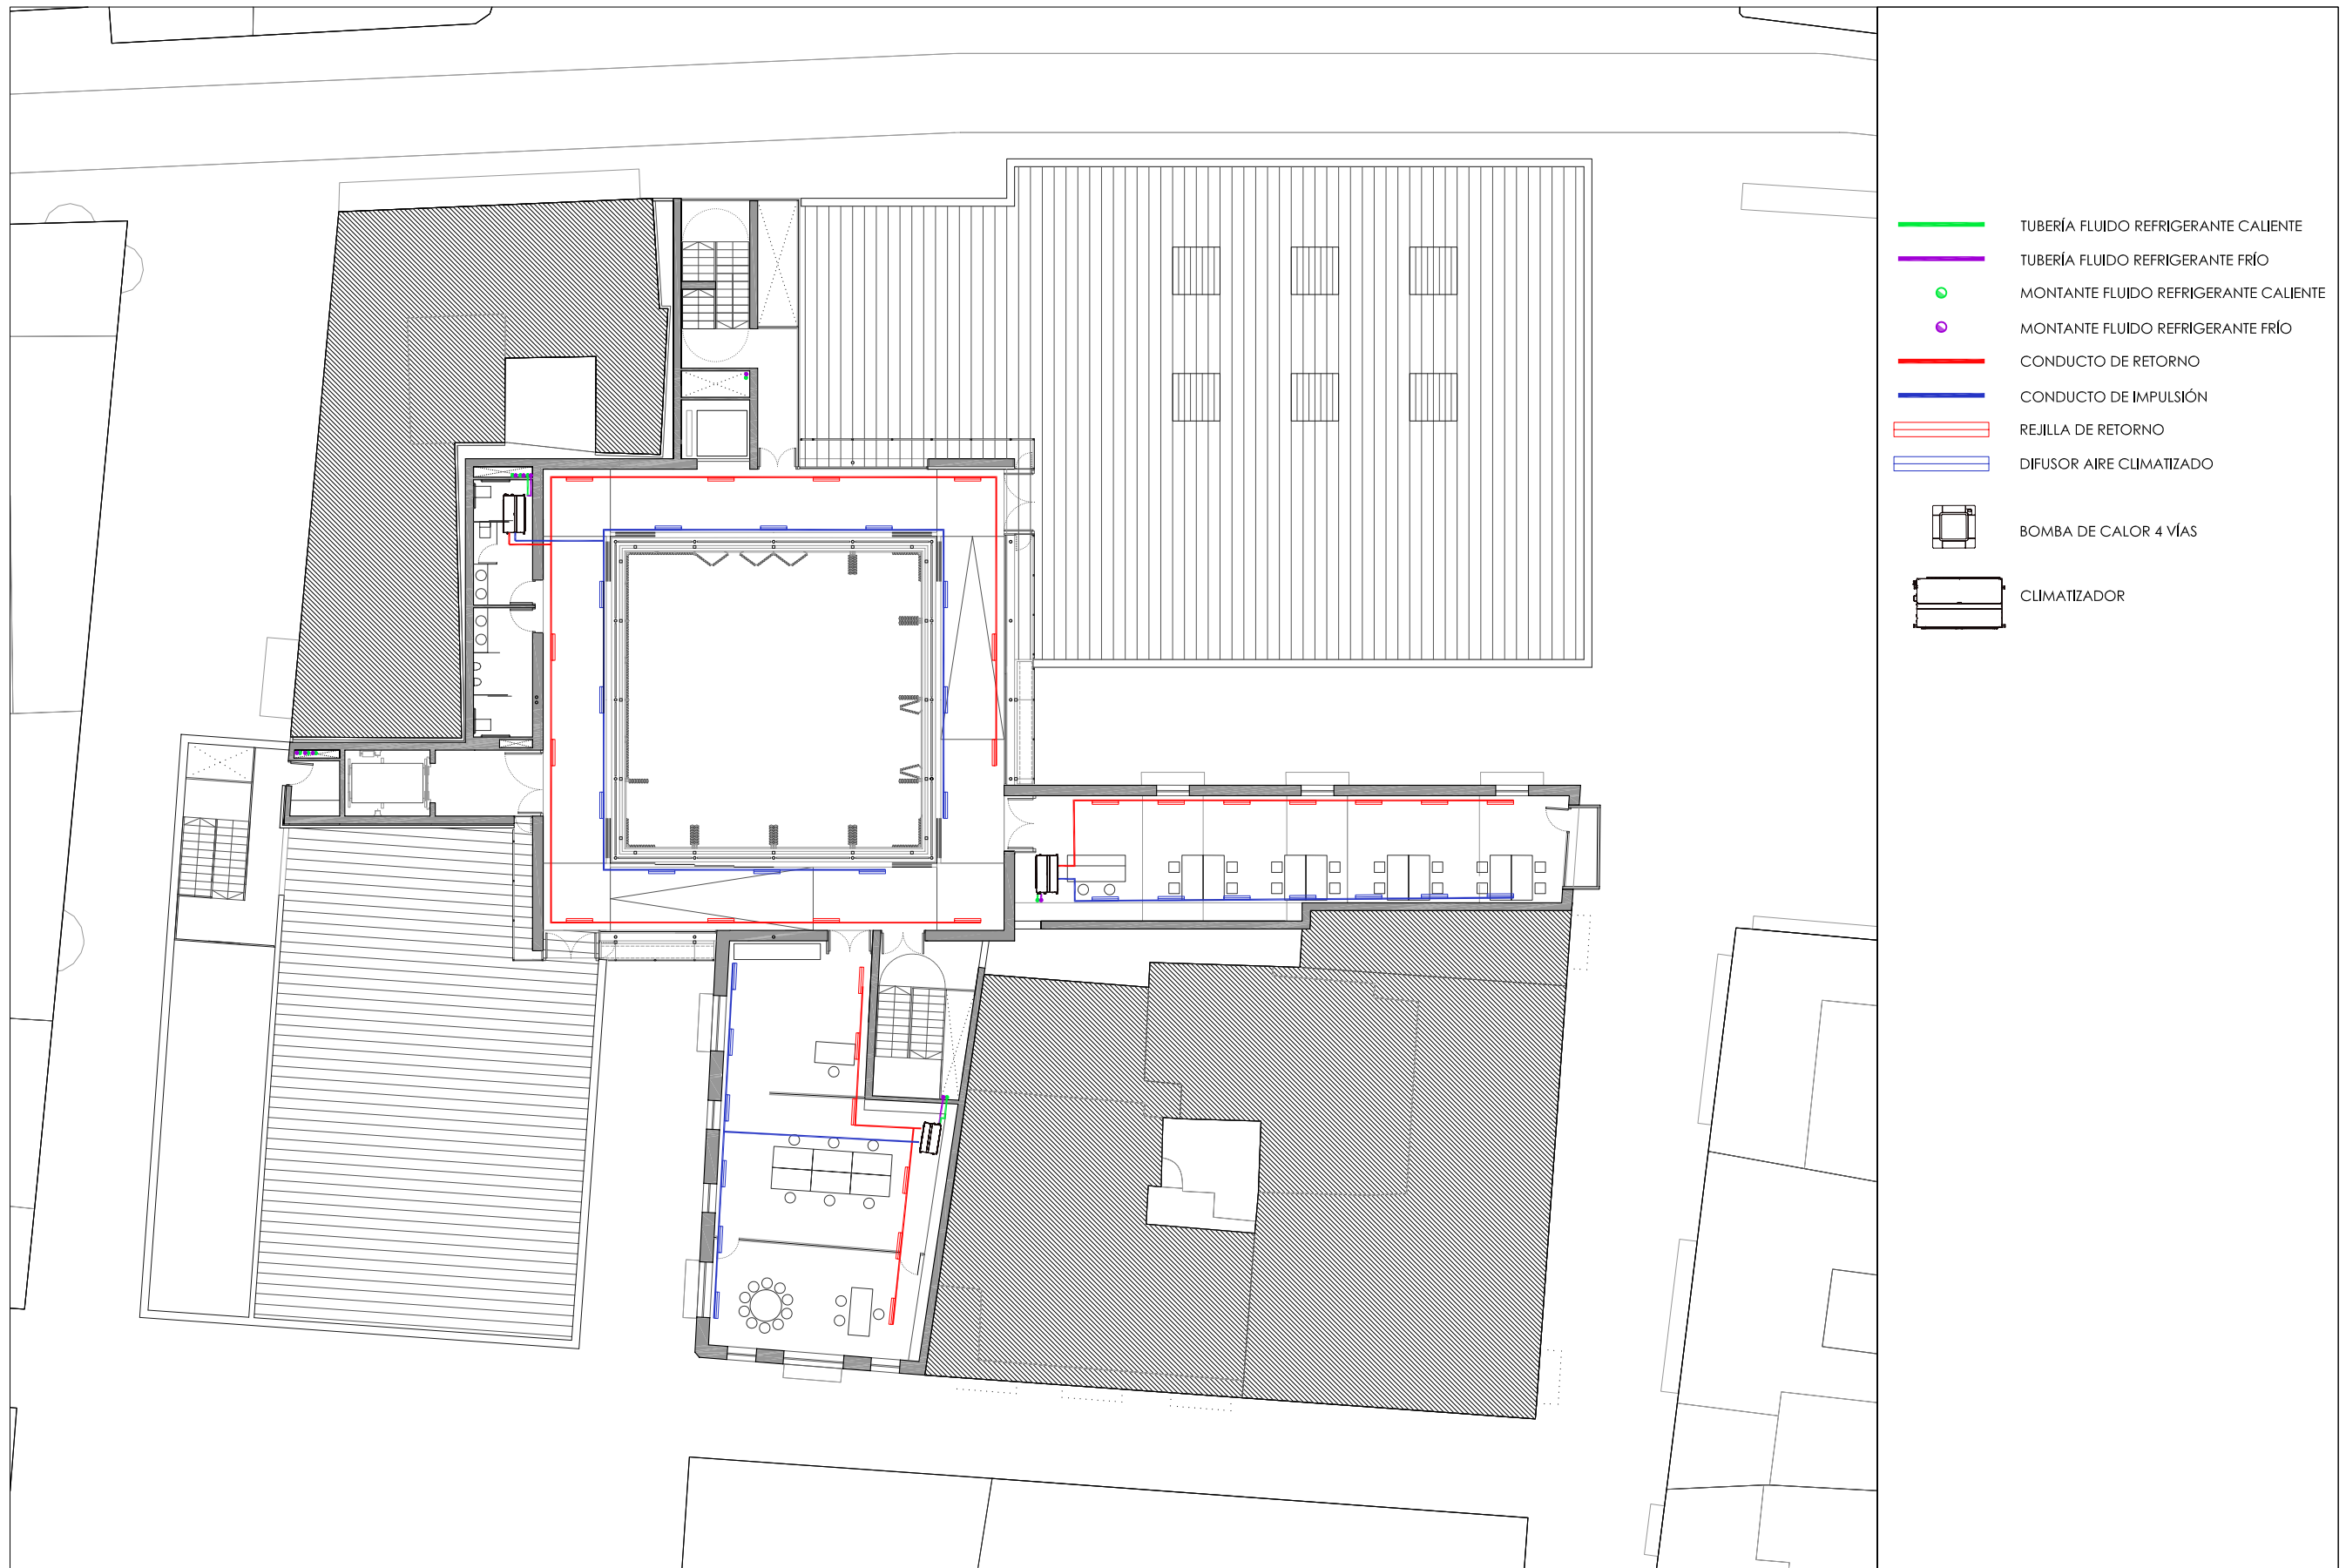 TUBERÍA FLUIDO REFRIGERANTE CALIENTE
TUBERÍA FLUIDO REFRIGERANTE FRÍO
MONTANTE FLUIDO REFRIGERANTE CALIENTE
MONTANTE FLUIDO REFRIGERANTE FRÍO
CONDUCTO DE RETORNO
CONDUCTO DE IMPULSIÓN
REJILLA DE RETORNO
DIFUSOR AIRE CLIMATIZADO
BOMBA DE CALOR 4 VÍAS
CLIMATIZADOR